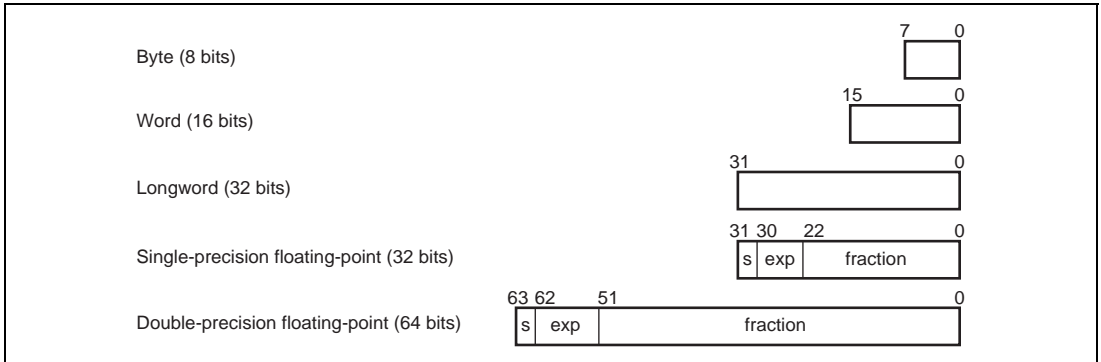 7 0
Byte (8 bits)
15 0
Word (16 bits)
31 0
Longword (32 bits)
31 30 22 0
Single-precision floating-point (32 bits) s exp fraction
63 62 51 0
Double-precision floating-point (64 bits) s exp fraction